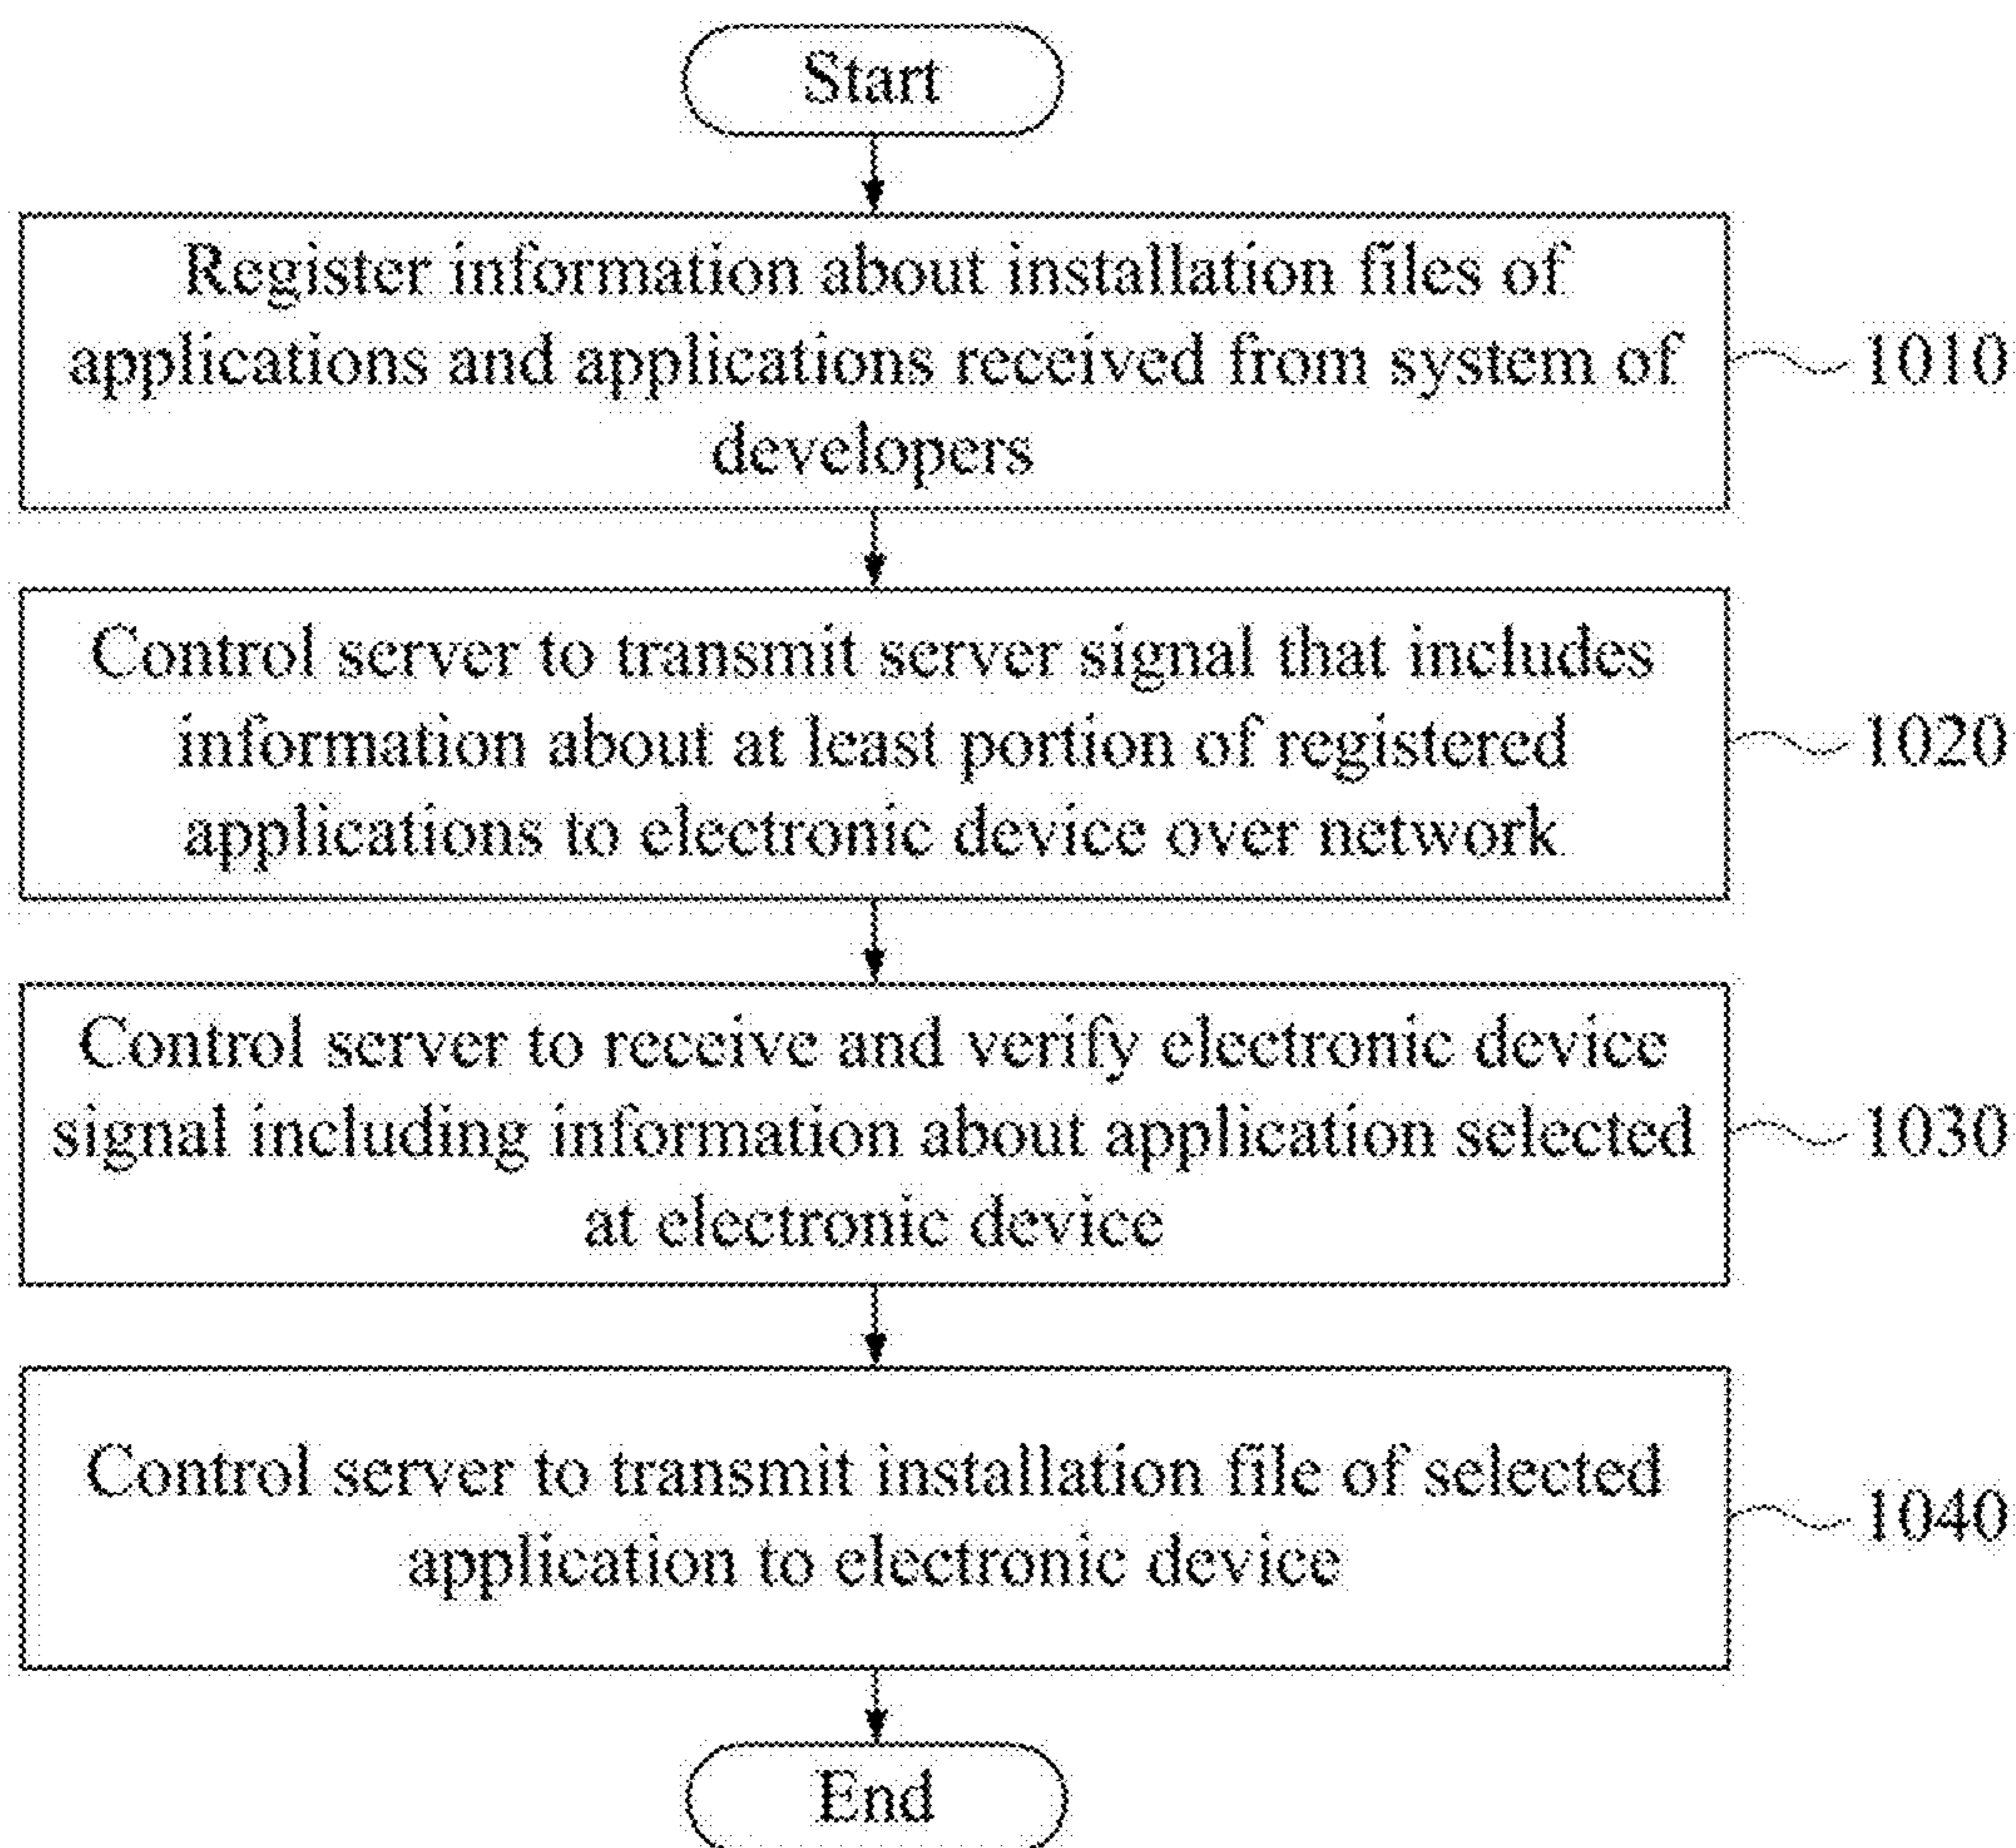 Start
Register information about installation files of
applications and applications received from system of
developers
1010
Control server to transmit server signal that includes
information about at least portion of registered
applications to electronic device over network
1020
Control server to receive and verify electronic device
signal including information about application selected
at electronic device
1030
Control server to transmit installation file of selected
application to electronic device
1040
End